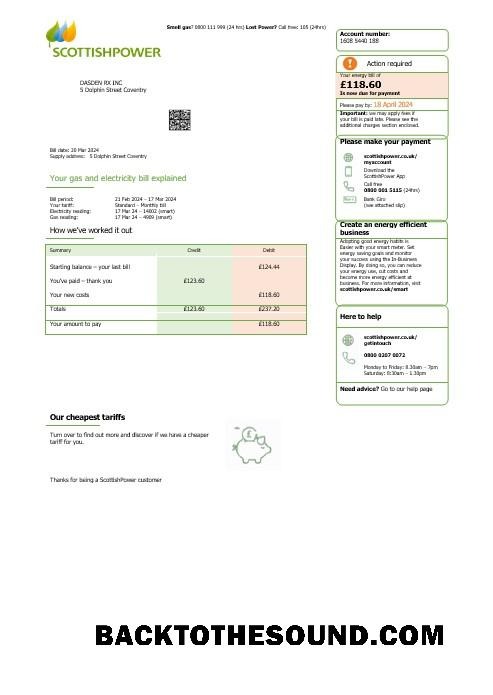 Smell gas? 0800 111 999 (24 hrs) Lost Power? Call free: 105 (24hrs)
SCOTTISHPOWER
DASDEN RX INC
5 Dolphin Street Coventry
Bill date: 20 Mar 2024
Supply address: 5 Dolphin Street Coventry
Your gas and electricity bill explained
Bill period: 21 Feb 2024 - 17 Mar 2024
Your tariff: Standard - Monthly bill
Electricity reading: 17 Mar 24 - 14002 (smart)
Gas reading: 17 Mar 24 - 4909 (smart)
How we've worked it out
Summary Credit Debit
Starting balance – your last bill £124.44
You've paid – thank you £123.60
Your new costs £118.60
Totals £123.60 £237.20
Your amount to pay £118.60
Our cheapest tariffs
Turn over to find out more and discover if we have a cheaper
tariff for you.
Thanks for being a ScottishPower customer
Account number:
1608 5440 188
Action required
Your energy bill of
£118.60
Is now due for payment
Please pay by: 18 April 2024
Important: we may apply fees if
your bill is paid late. Please see the
additional charges section enclosed.
Please make your payment
scottishpower.co.uk/
myaccount
Download the
ScottishPower App
Call free
0800 001 5115 (24hrs)
Bank Giro
(see attached slip)
Create an energy efficient
business
Adopting good energy habits is
Easier with your smart meter. Set
energy saving goals and monitor
your success using the In-Business
Display. By doing so, you can reduce
your energy use, cut costs and
become more energy efficient at
business. For more information, visit
scottishpower.co.uk/smart
Here to help
scottishpower.co.uk/
getintouch
0800 0207 0072
Monday to Friday: 8.30am – 7pm
Saturday: 8:30am – 1.30pm
Need advice? Go to our help page
BACKTOTHESOUND.COM